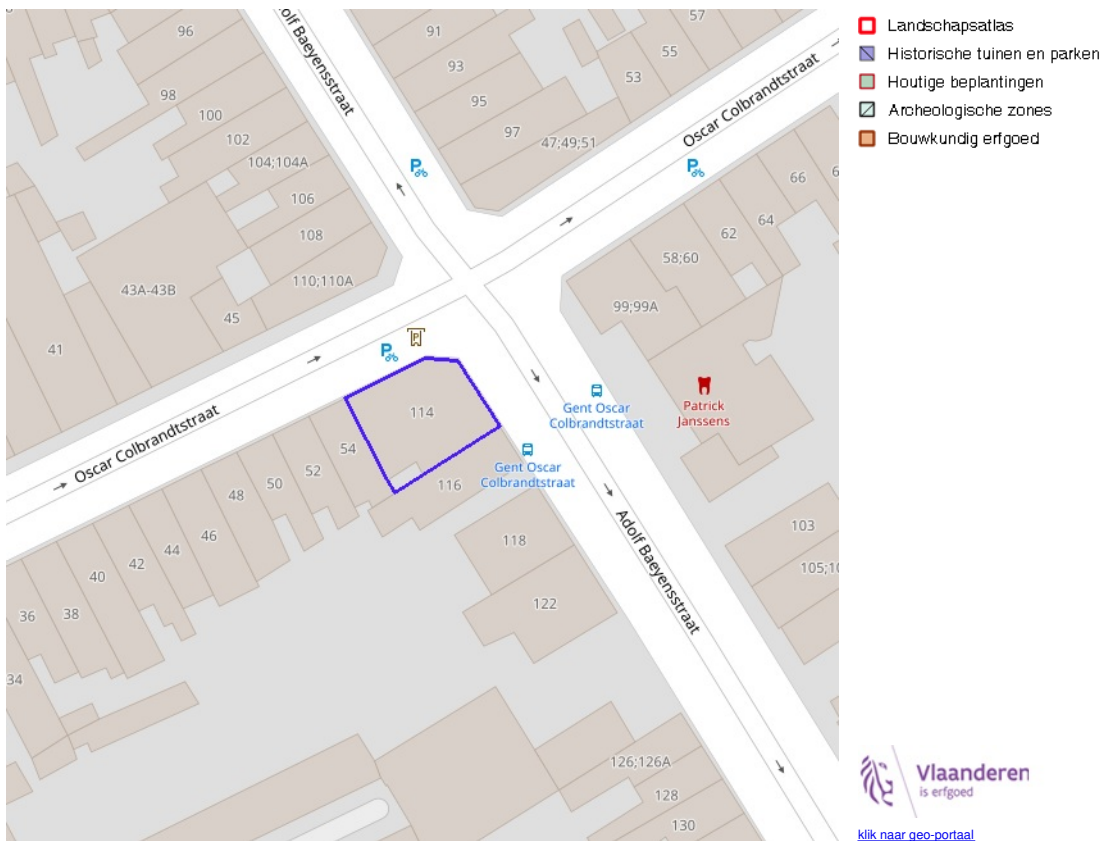 Landschapsatlas
Historische tuinen en parken
Houtige beplantingen
Archeologische zones
Bouwkundig erfgoed
Adolf Baeyensstraat
Oscar Colbrandtstraat
96
98
100
102
104;104A
106
108
110;110A
43A-43B
45
41
91
93
95
97
47;49;51
53
55
57
66
64
62
58;60
99;99A
P
P
P
P
Patrick
Janssens
Gent Oscar
Colbrandtstraat
Gent Oscar
Colbrandtstraat
Oscar Colbrandtstraat
114
54
52
50
48
46
44
42
40
38
36
34
116
118
122
Adolf Baeyensstraat
103
126;126A
128
130
Vlaanderen
is erfgoed
klik naar geo-portaal